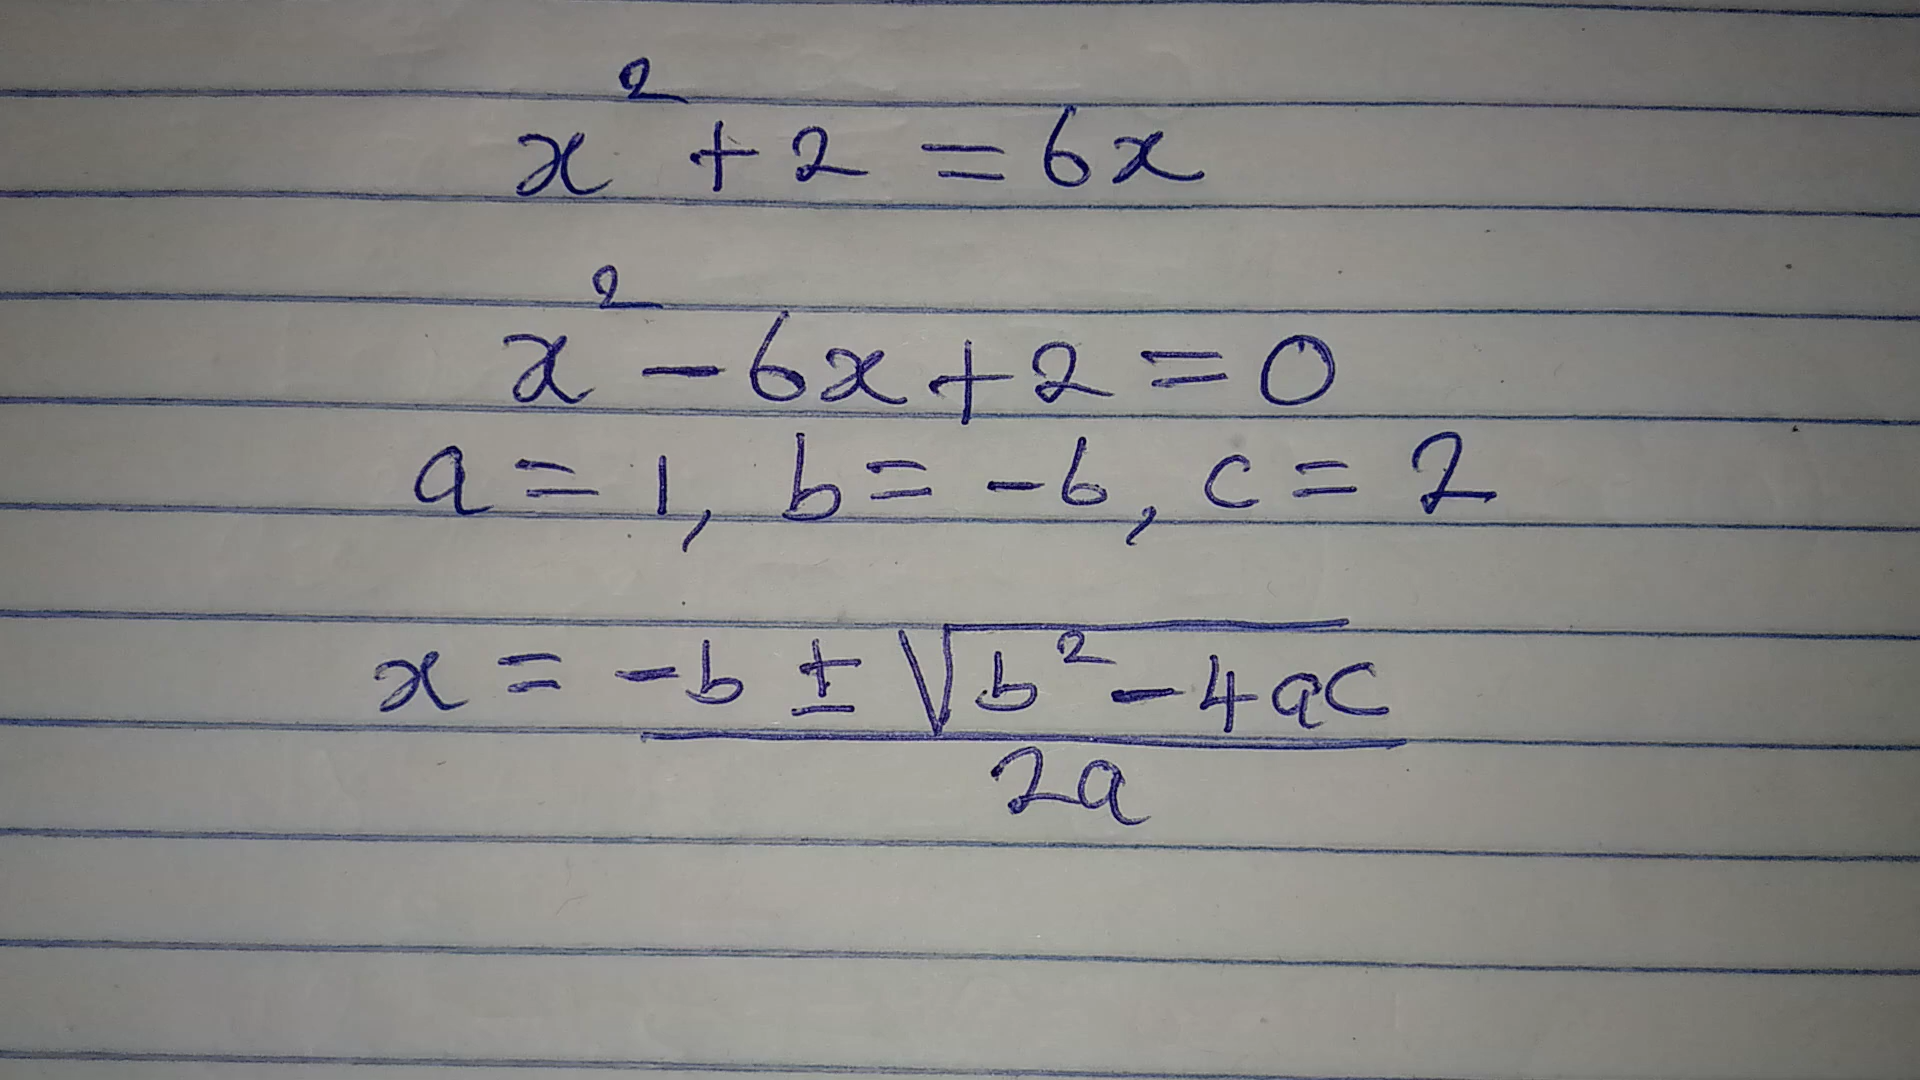 x² + 2 = 6x
x² - 6x + 2 = 0
a = 1, b = -6, c = 2
x = -b ± √b² - 4ac
2a